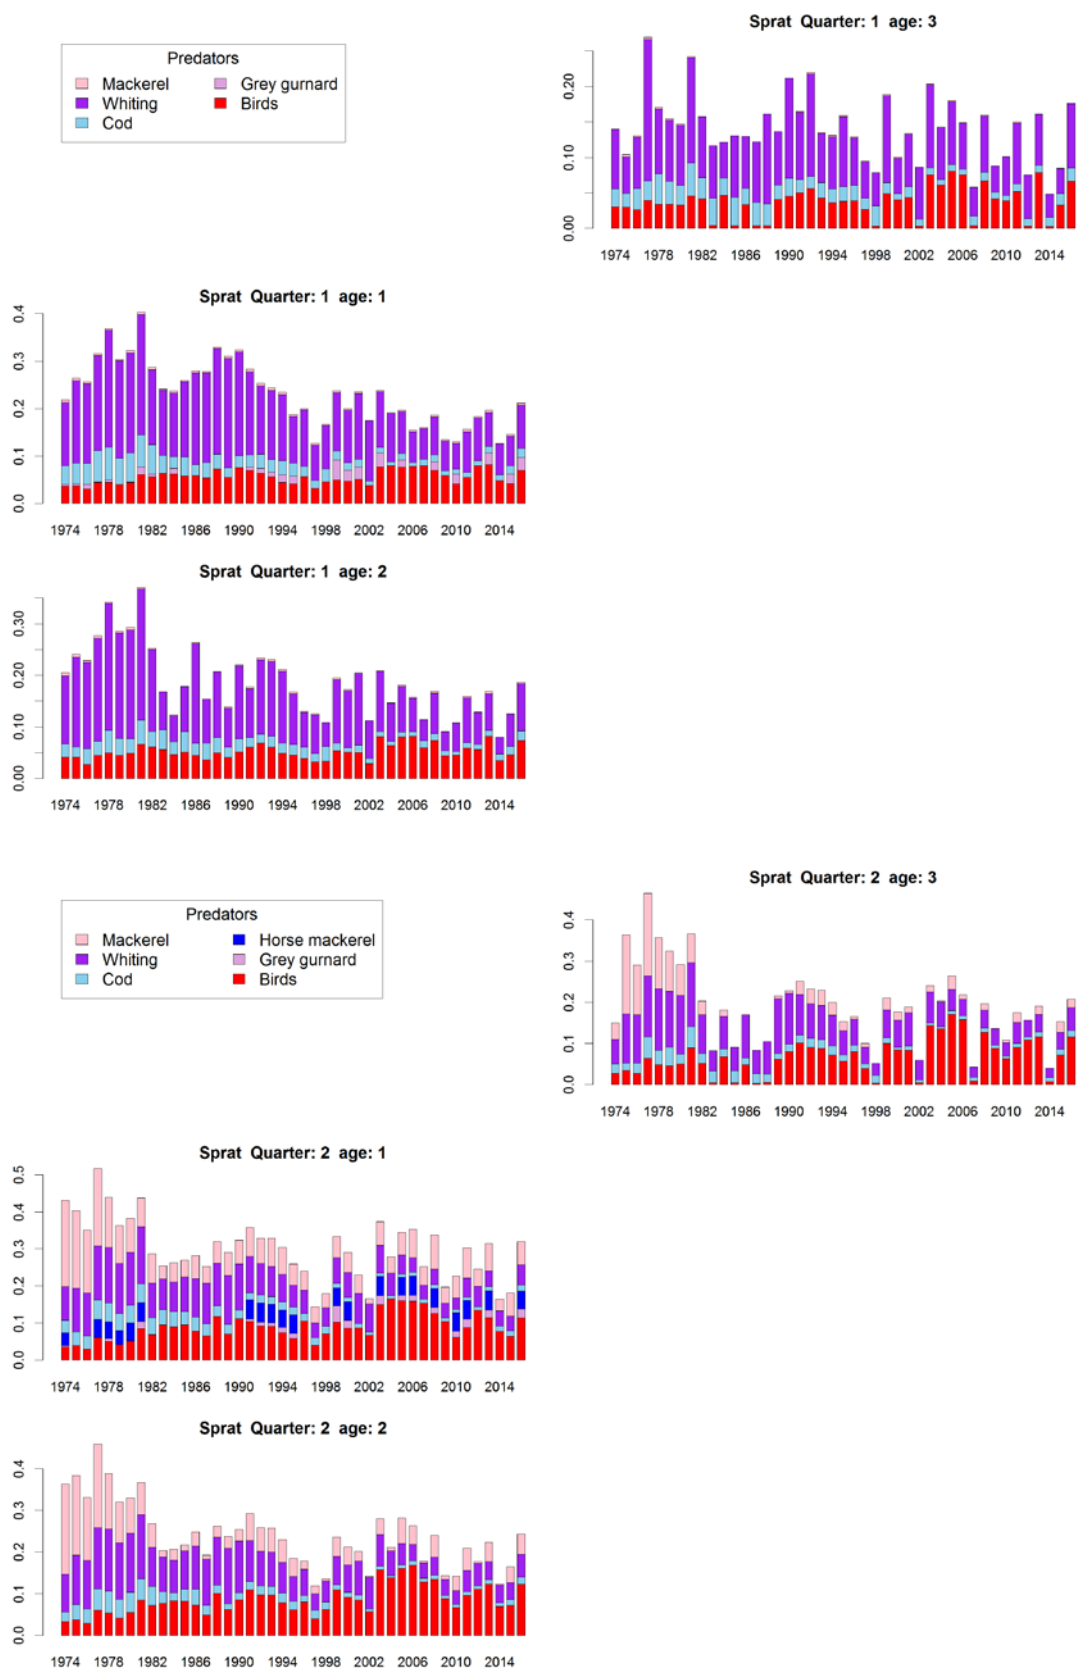 Sprat Quarter: 1 age: 3
Predators
Mackerel Grey gurnard
Whiting Birds
Cod
0.00 0.10 0.20
1974 1978 1982 1986 1990 1994 1998 2002 2006 2010 2014
Sprat Quarter: 1 age: 1
0.0 0.1 0.2 0.3 0.4
1974 1978 1982 1986 1990 1994 1998 2002 2006 2010 2014
Sprat Quarter: 1 age: 2
0.00 0.10 0.20 0.30
1974 1978 1982 1986 1990 1994 1998 2002 2006 2010 2014
Sprat Quarter: 2 age: 3
Predators
Mackerel Horse mackerel
Whiting Grey gurnard
Cod Birds
0.0 0.1 0.2 0.3 0.4
1974 1978 1982 1986 1990 1994 1998 2002 2006 2010 2014
Sprat Quarter: 2 age: 1
0.0 0.1 0.2 0.3 0.4 0.5
1974 1978 1982 1986 1990 1994 1998 2002 2006 2010 2014
Sprat Quarter: 2 age: 2
0.0 0.1 0.2 0.3 0.4
1974 1978 1982 1986 1990 1994 1998 2002 2006 2010 2014